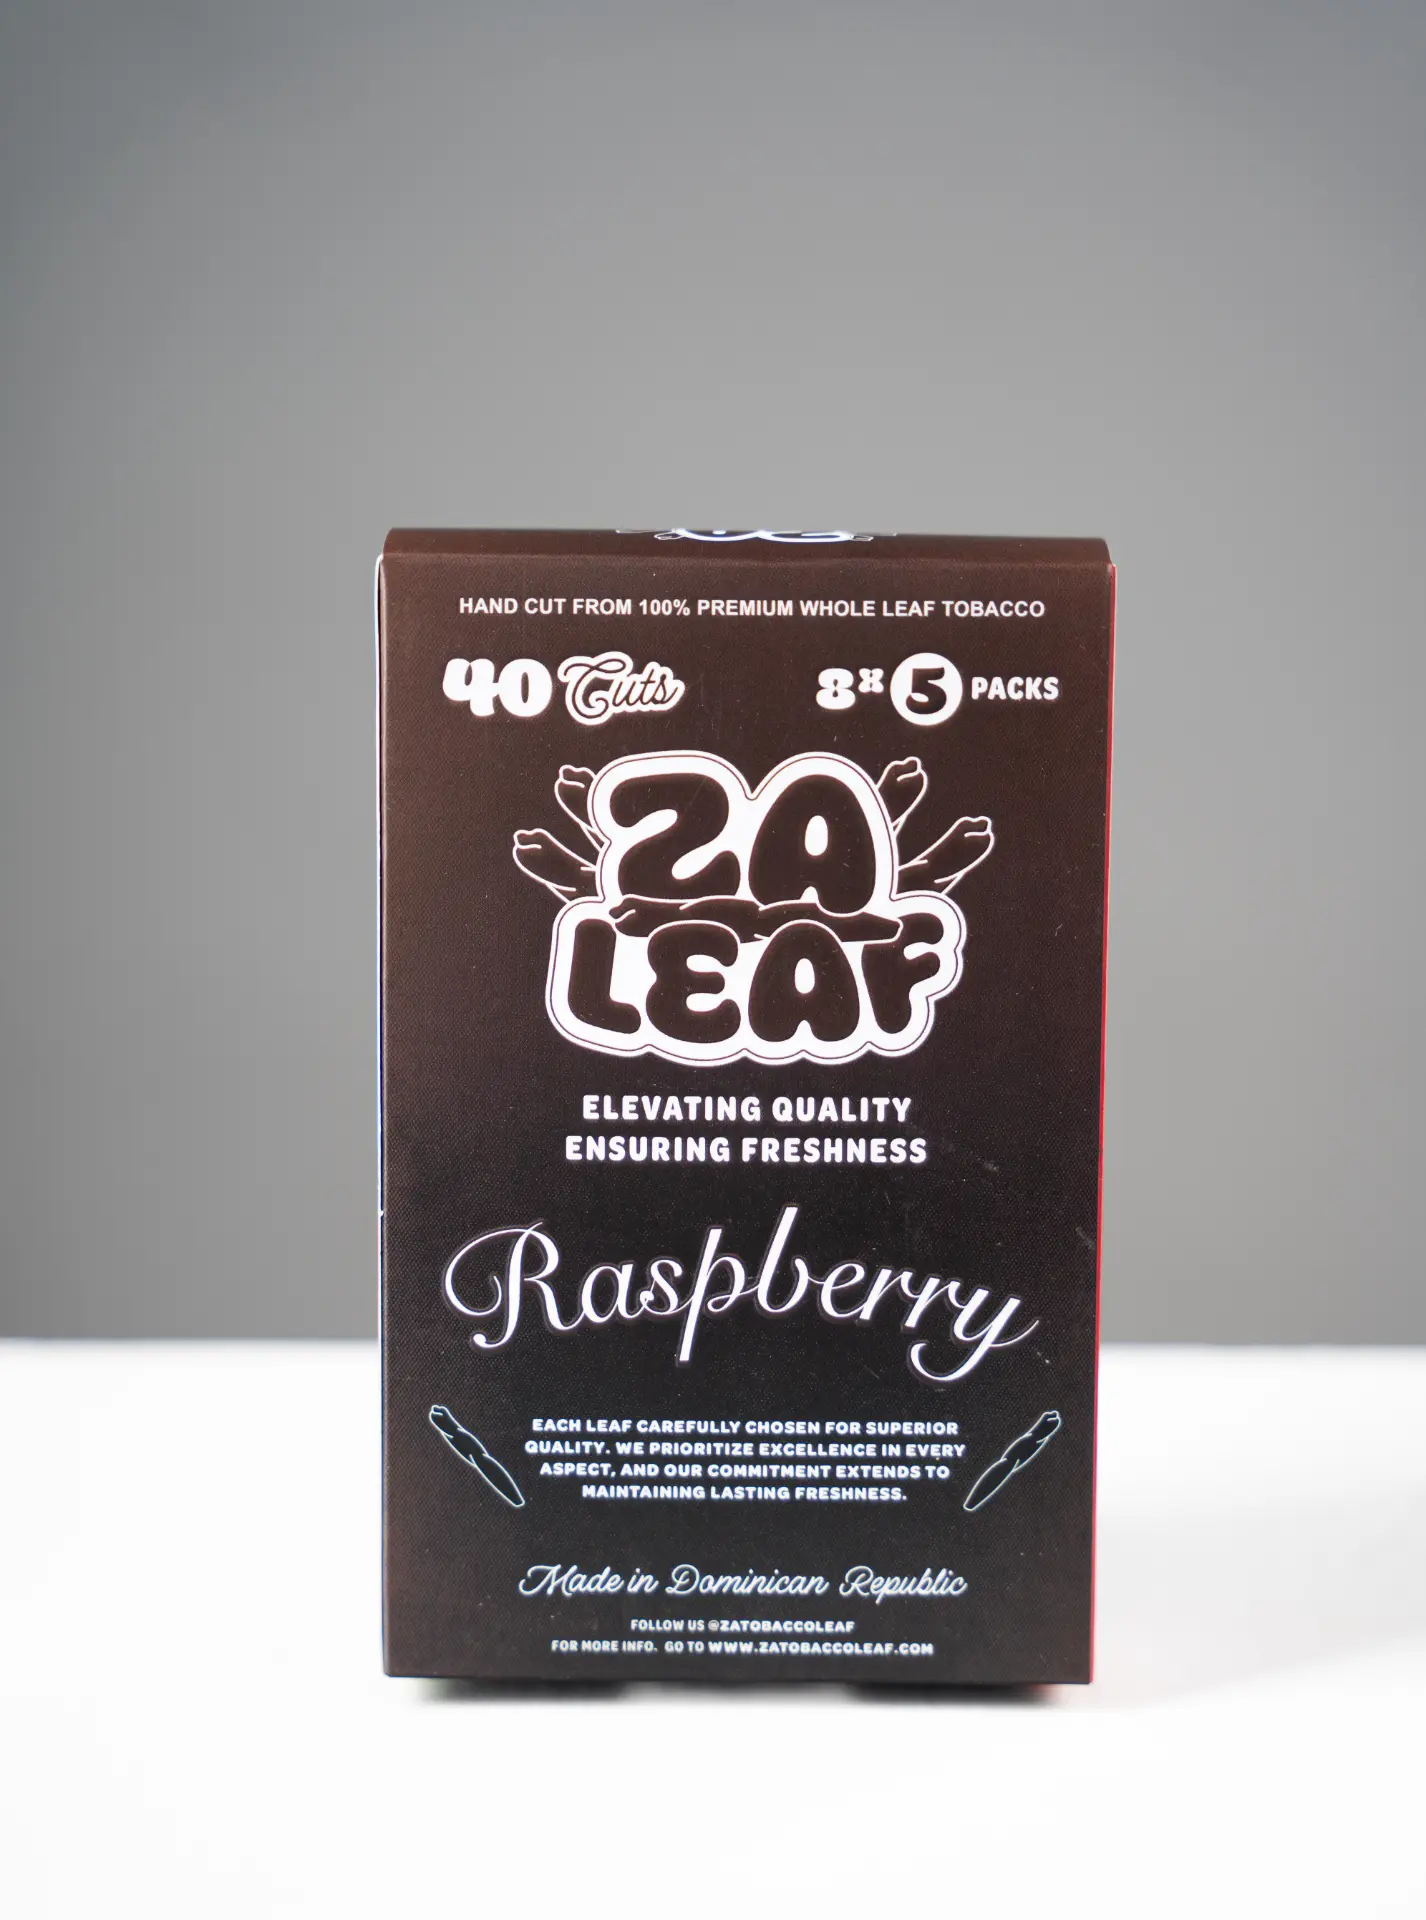 HAND CUT FROM 100% PREMIUM WHOLE LEAF TOBACCO
40 Cuts 8x5 PACKS
ZA
LEAF
ELEVATING QUALITY
ENSURING FRESHNESS
Raspberry
EACH LEAF CAREFULLY CHOSEN FOR SUPERIOR
QUALITY. WE PRIORITIZE EXCELLENCE IN EVERY
ASPECT, AND OUR COMMITMENT EXTENDS TO
MAINTAINING LASTING FRESHNESS.
Made in Dominican Republic
FOLLOW US @ZATOBACCOLEAF
FOR MORE INFO. GO TO WWW.ZATOBACCOLEAF.COM